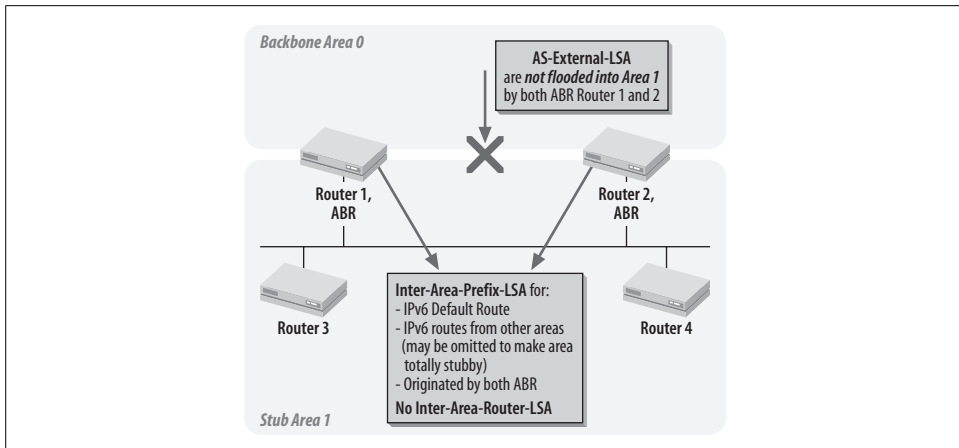 Backbone Area 0
AS-External-LSA
are not flooded into Area 1
by both ABR Router 1 and 2
Router 1,
ABR
Router 2,
ABR
Router 3
Inter-Area-Prefix-LSA for:
- IPv6 Default Route
- IPv6 routes from other areas
(may be omitted to make area
totally stubby)
- Originated by both ABR
No Inter-Area-Router-LSA
Router 4
Stub Area 1